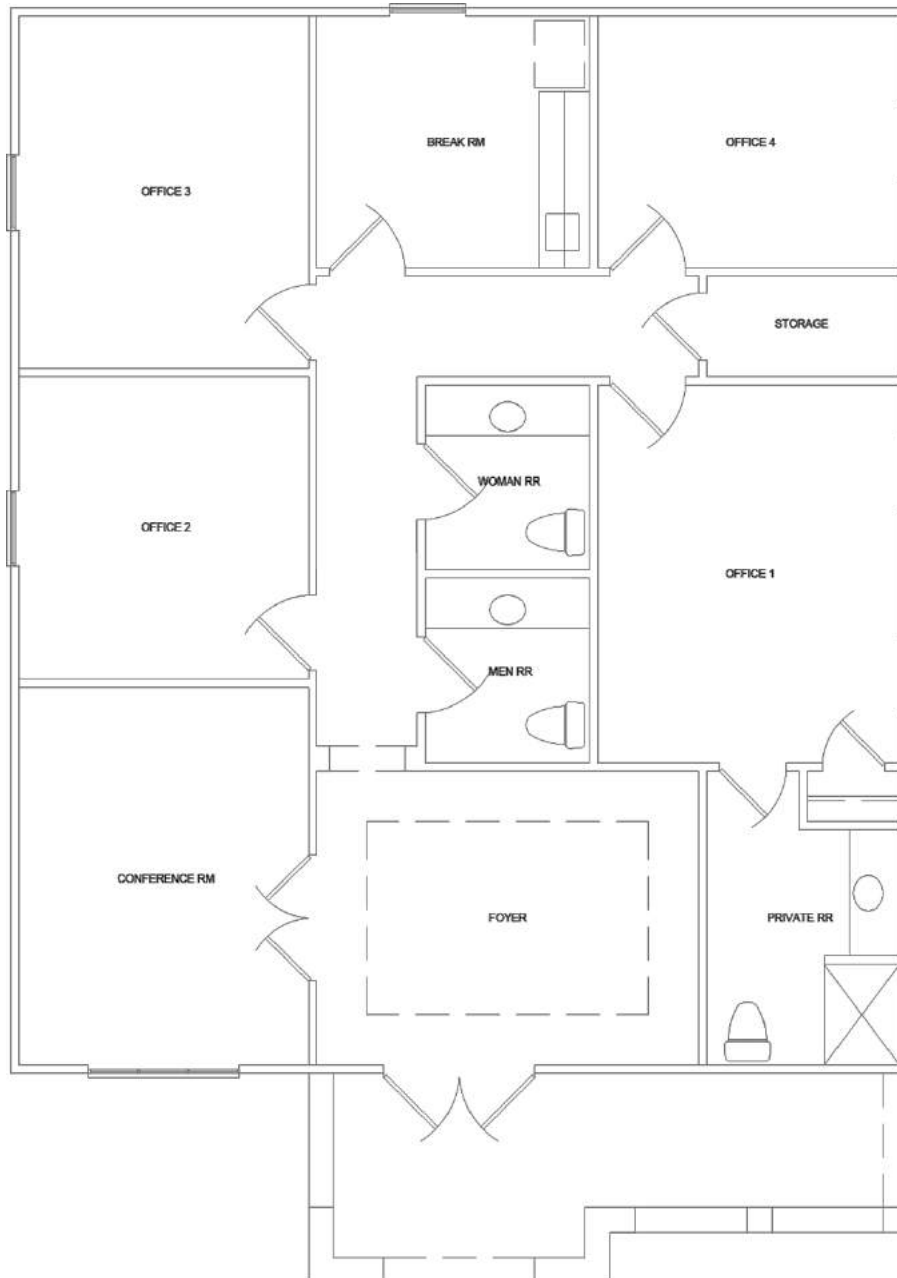 BREAK RM
OFFICE 4
OFFICE 3
STORAGE
WOMAN RR
OFFICE 2
OFFICE 1
MEN RR
CONFERENCE RM
FOYER
PRIVATE RR